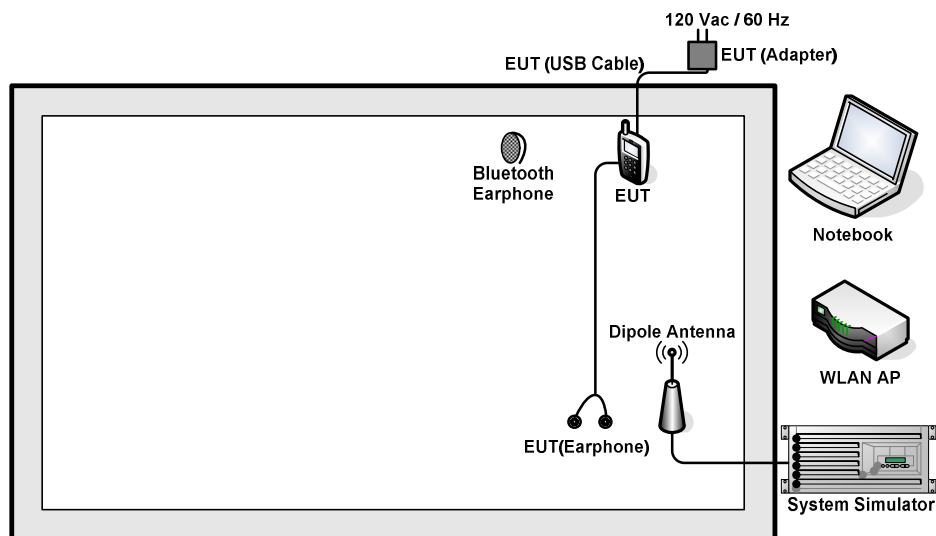 120 Vac / 60 Hz
EUT (USB Cable)
EUT (Adapter)
Bluetooth
Earphone
EUT
Notebook
Dipole Antenna
WLAN AP
EUT(Earphone)
System Simulator